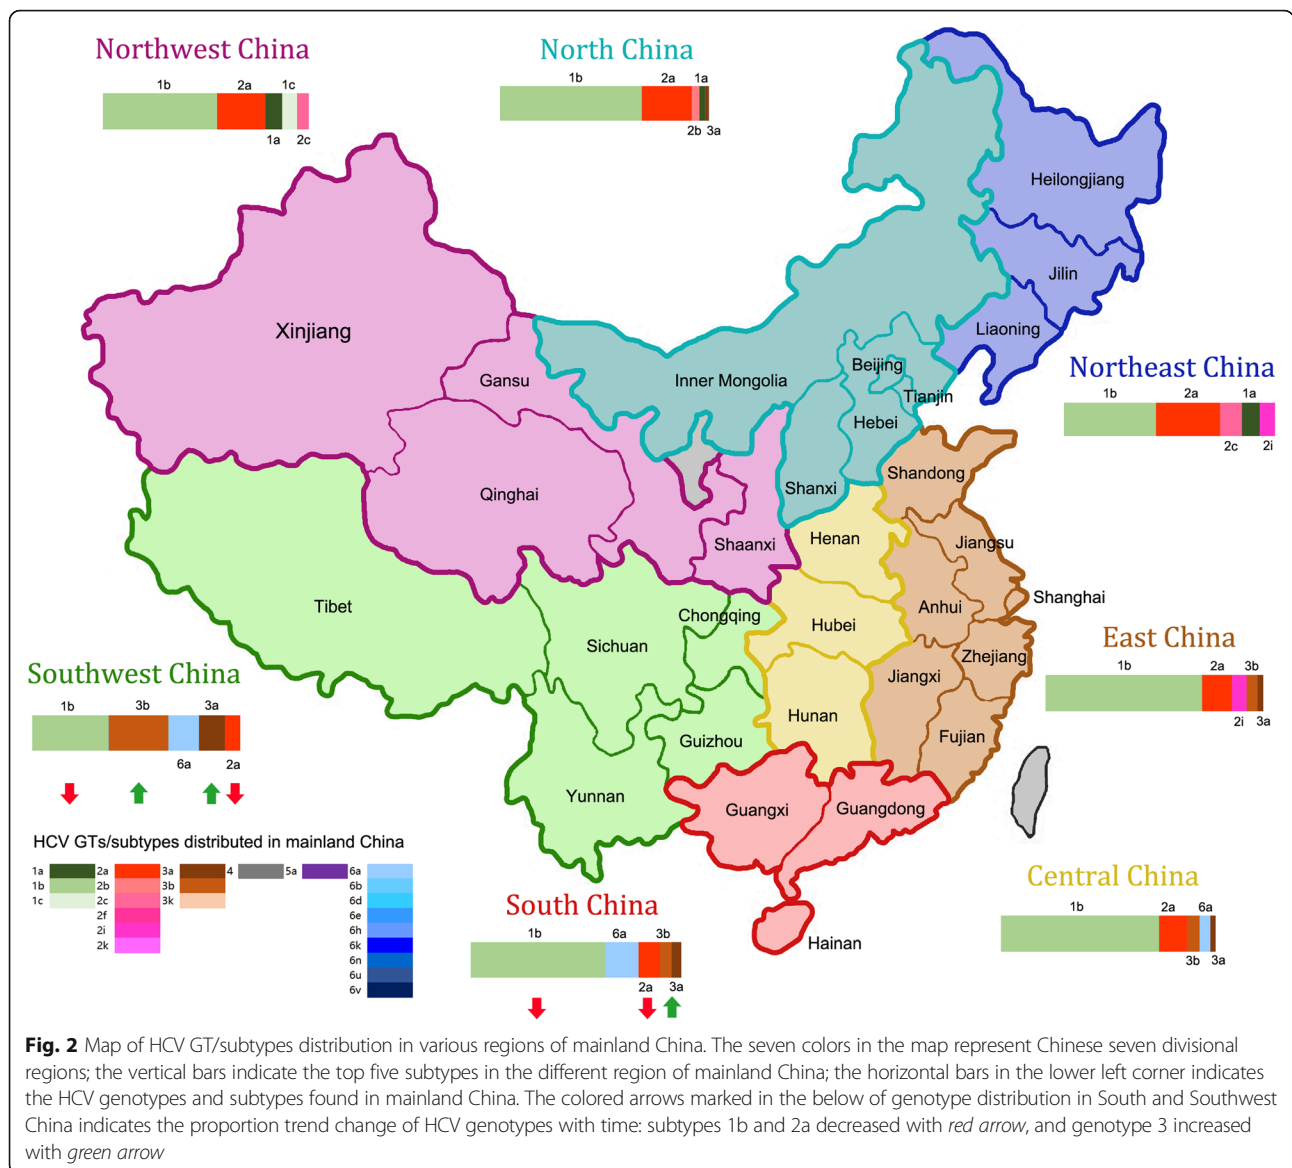 Northwest China
1b 2a 1c
1a 2c
North China
1b 2a 1a
2b 3a
Heilongjiang
Jilin
Liaoning
Xinjiang
Gansu
Inner Mongolia
Beijing
Tianjin
Hebei
Northeast China
1b 2a 1a
2c 2i
Qinghai
Shanxi
Shandong
Shaanxi
Henan
Jiangsu
Tibet
Chongqing
Anhui
Shanghai
Sichuan
Hubei
East China
1b 2a 3b
2i 3a
Zhejiang
Jiangxi
Southwest China
1b 3b 3a
6a 2a
Hunan
Guizhou
Fujian
Yunnan
Guangxi
Guangdong
HCV GTs/subtypes distributed in mainland China
1a 2a 3a 4 5a 6a
1b 2b 3b 6b
1c 2c 3k 6d
2f 6e
2i 6h
2k 6k
6n
6u
6v
South China
1b 6a 3b
2a 3a
Hainan
Central China
1b 2a 6a
3b 3a
Fig. 2 Map of HCV GT/subtypes distribution in various regions of mainland China. The seven colors in the map represent Chinese seven divisional
regions; the vertical bars indicate the top five subtypes in the different region of mainland China; the horizontal bars in the lower left corner indicates
the HCV genotypes and subtypes found in mainland China. The colored arrows marked in the below of genotype distribution in South and Southwest
China indicates the proportion trend change of HCV genotypes with time: subtypes 1b and 2a decreased with red arrow, and genotype 3 increased
with green arrow